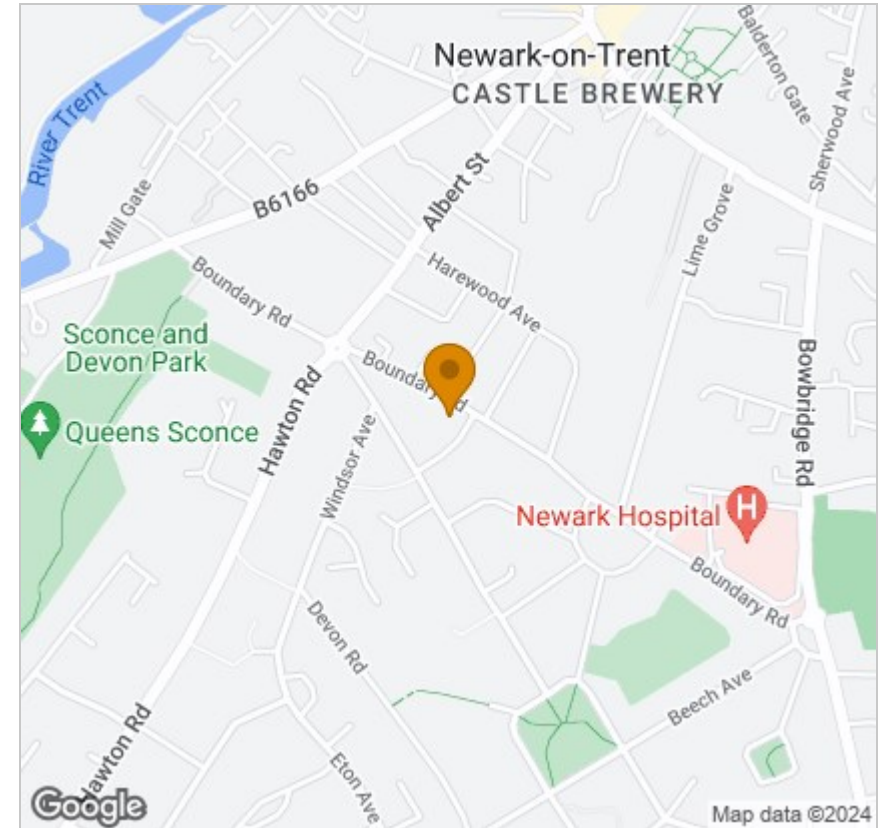 Newark-on-Trent
CASTLE BREWERY
Balderton Gate
Sherwood Ave
River Trent
Mill Gate
B6166
Albert St
Lime Grove
Boundary Rd
Harewood Ave
Sconce and
Devon Park
Boundary Rd
Bowbridge Rd
Hawton Rd
Queens Sconce
Windsor Ave
Newark Hospital
H
Boundary Rd
Devon Rd
Beech Ave
Hawton Rd
Eton Ave
Google
Map data ©2024